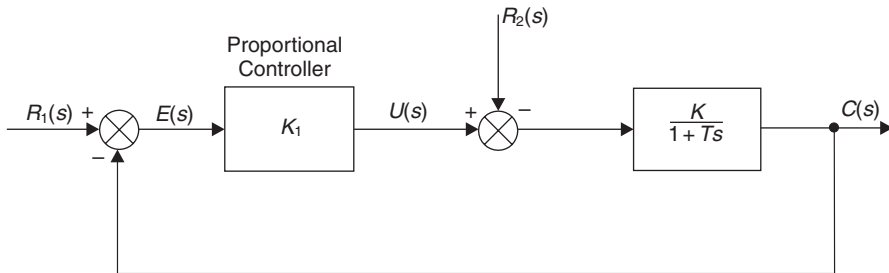 R₂(s)
Proportional
Controller
R₁(s) + E(s) K₁ U(s) + − K C(s)
1 + Ts
−